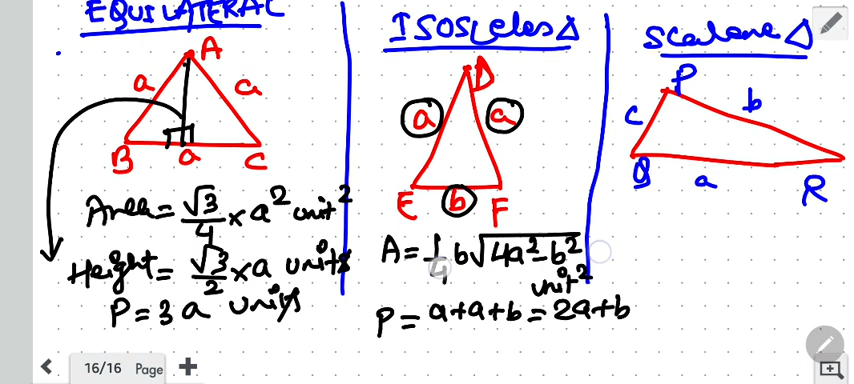 EQUILATERAL
A
a
a
B
a
C
Area = √3/4 × a² unit²
Height = √3/2 × a units
P = 3a units
ISOSceles Δ
D
a
a
E
b
F
A = 1/4 b√4a²-b² unit²
P = a+a+b = 2a+b
Scalene Δ
P
b
C
Q
a
R
16/16 Page